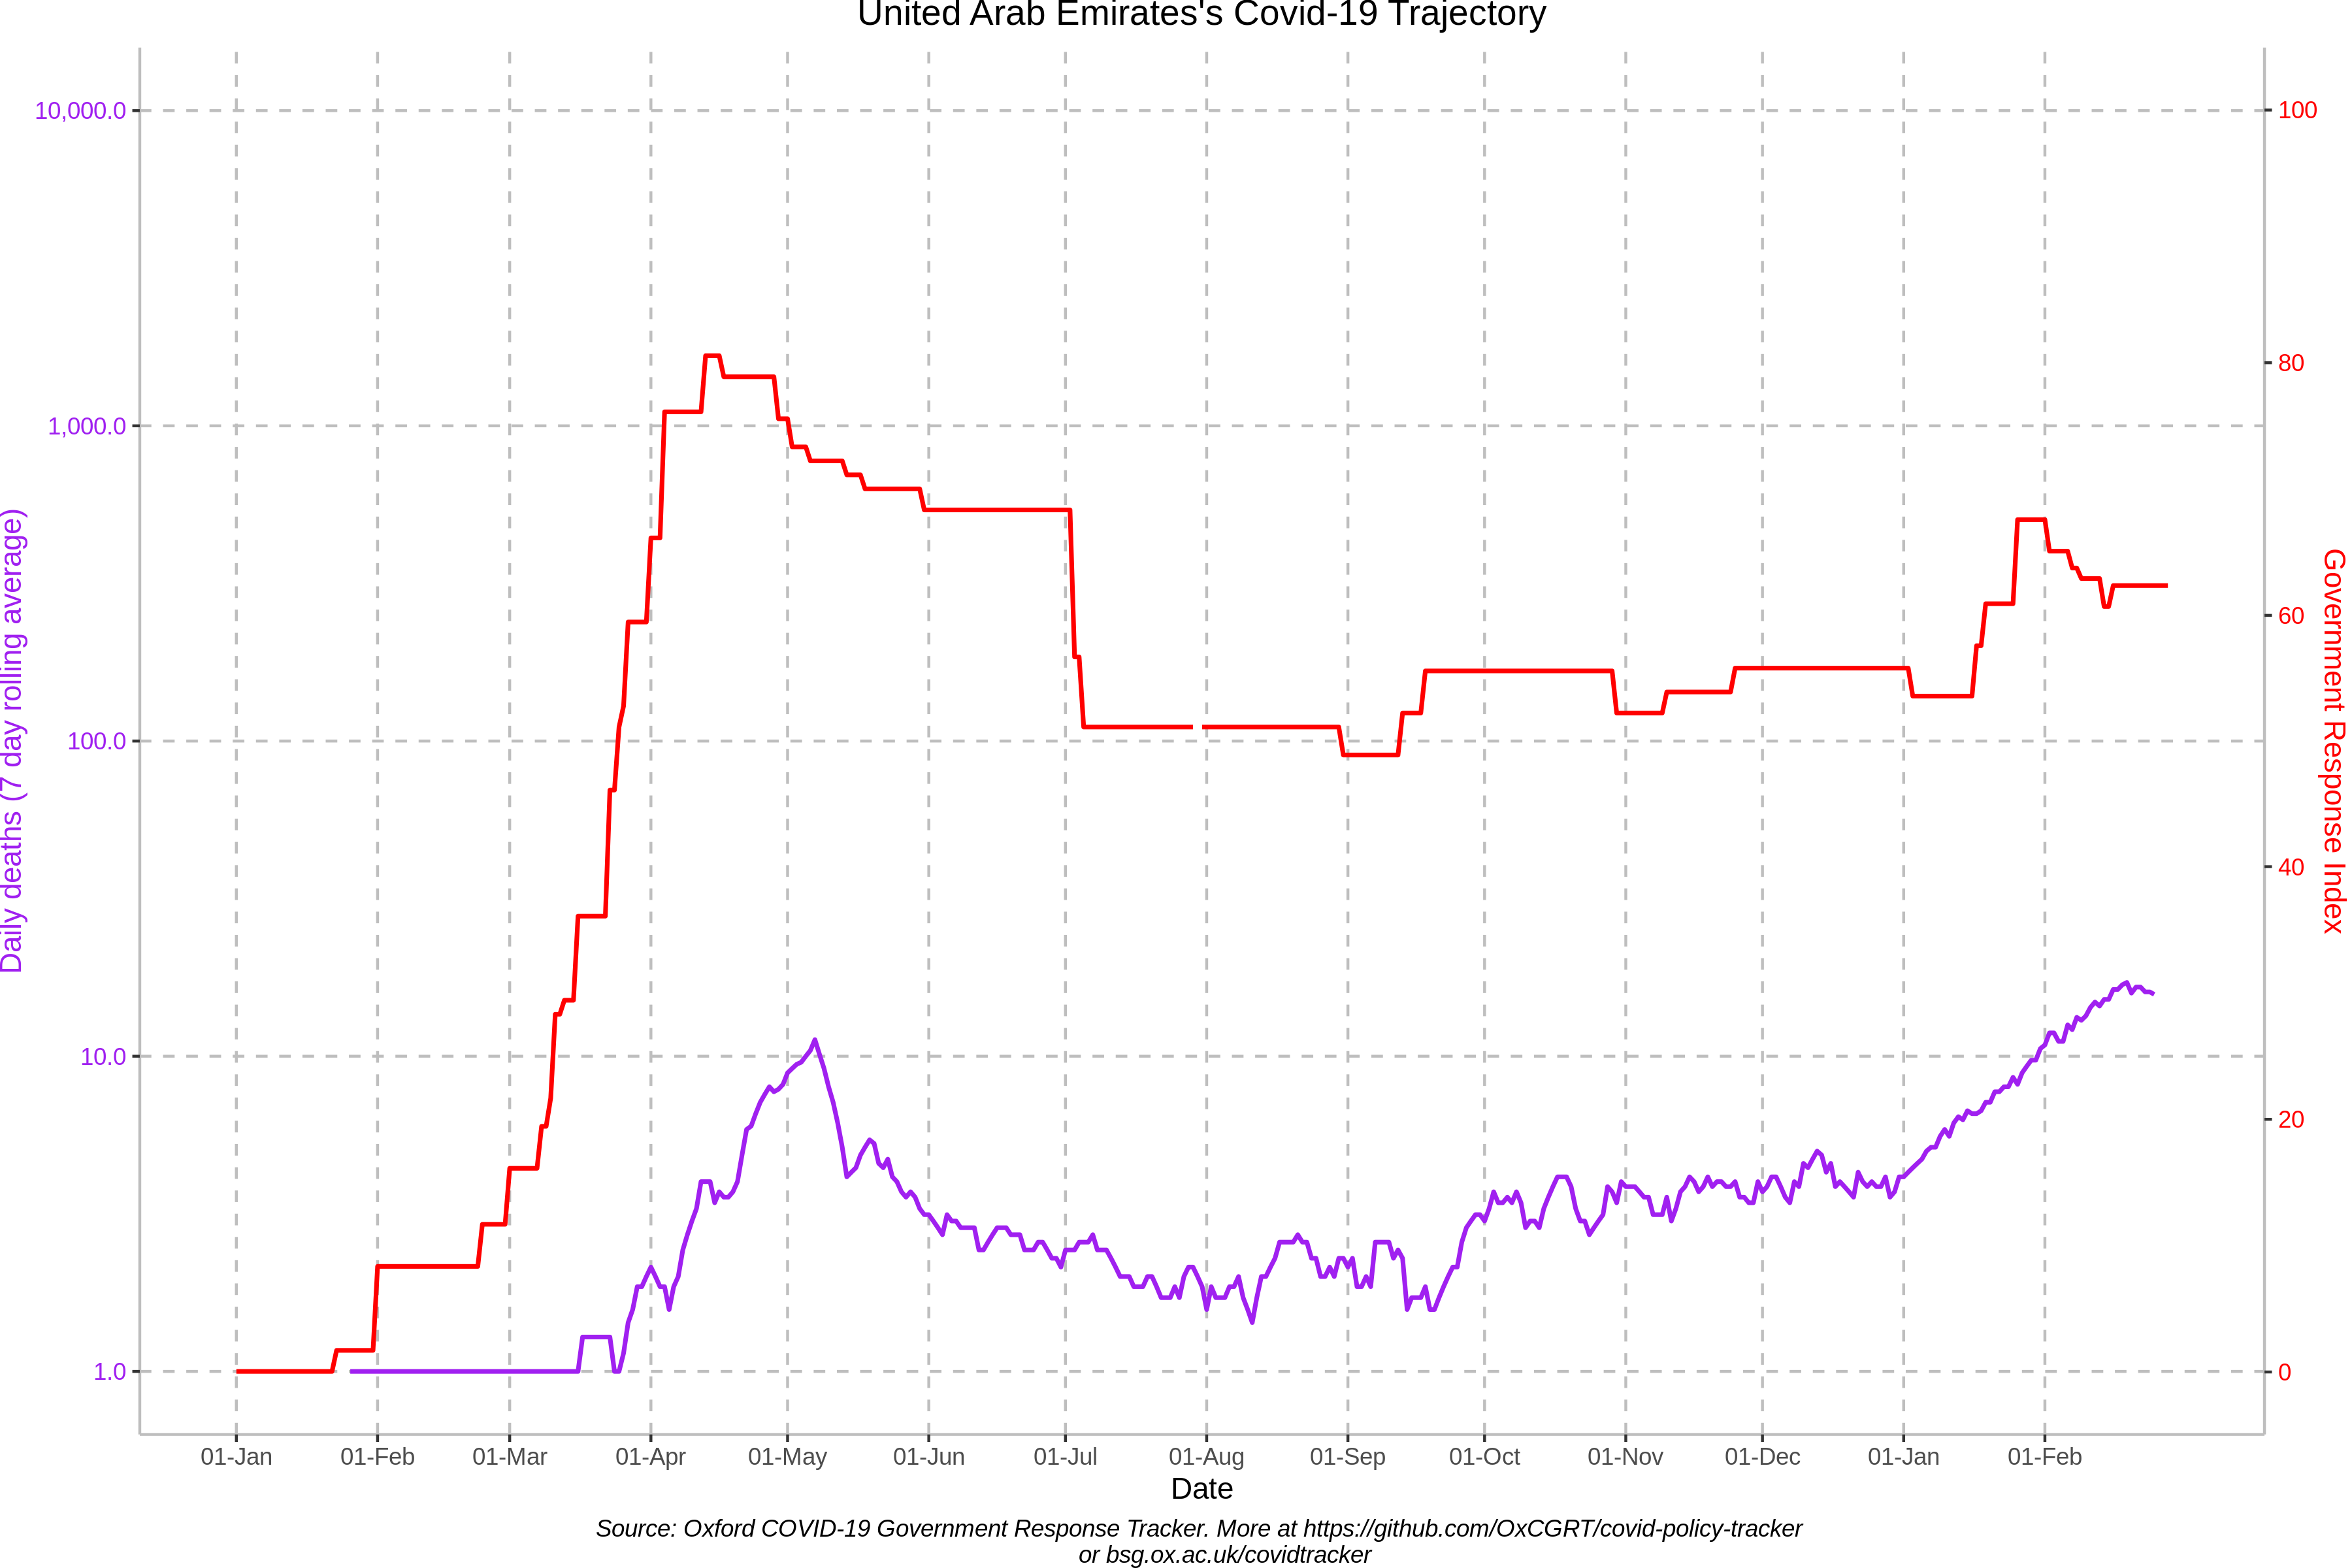 United Arab Emirates's Covid-19 Trajectory
10,000.0
1,000.0
100.0
10.0
1.0
Daily deaths (7 day rolling average)
100
80
60
40
20
0
Government Response Index
01-Jan 01-Feb 01-Mar 01-Apr 01-May 01-Jun 01-Jul 01-Aug 01-Sep 01-Oct 01-Nov 01-Dec 01-Jan 01-Feb
Date
Source: Oxford COVID-19 Government Response Tracker. More at https://github.com/OxCGRT/covid-policy-tracker
or bsg.ox.ac.uk/covidtracker